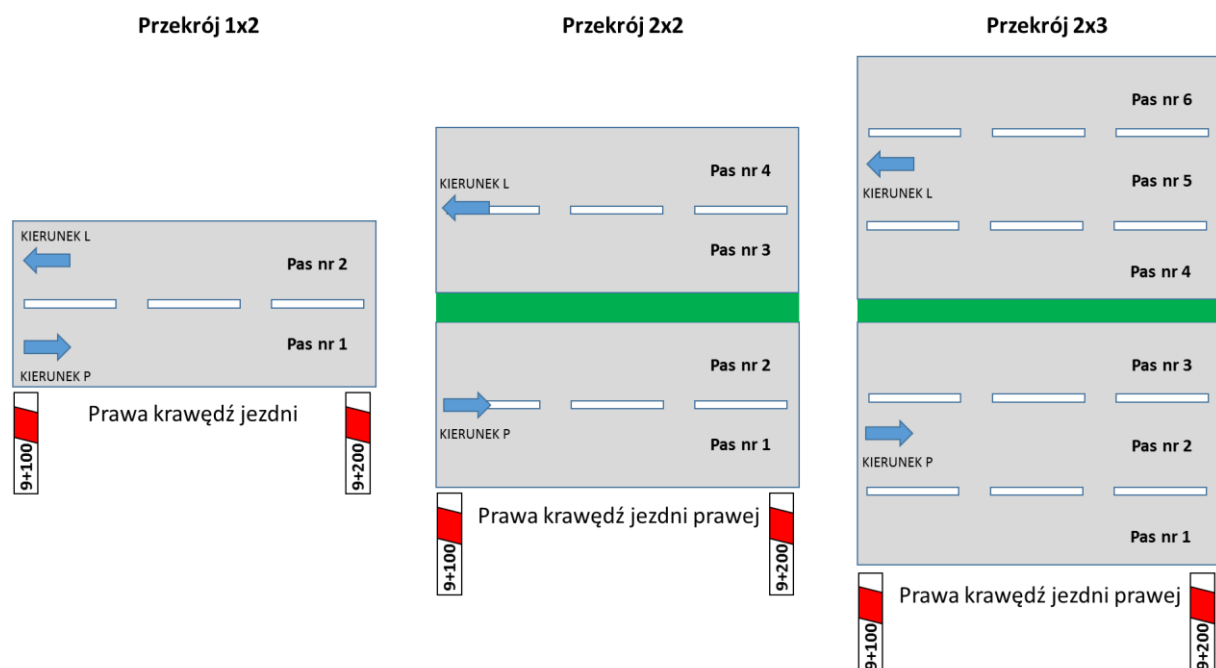 Przekrój 1x2
KIERUNEK L
Pas nr 2
Pas nr 1
KIERUNEK P
Prawa krawędź jezdni
9+100
9+200
Przekrój 2x2
Pas nr 4
KIERUNEK L
Pas nr 3
Pas nr 2
KIERUNEK P
Pas nr 1
Prawa krawędź jezdni prawej
9+100
9+200
Przekrój 2x3
Pas nr 6
KIERUNEK L
Pas nr 5
Pas nr 4
Pas nr 3
Pas nr 2
KIERUNEK P
Pas nr 1
Prawa krawędź jezdni prawej
9+100
9+200